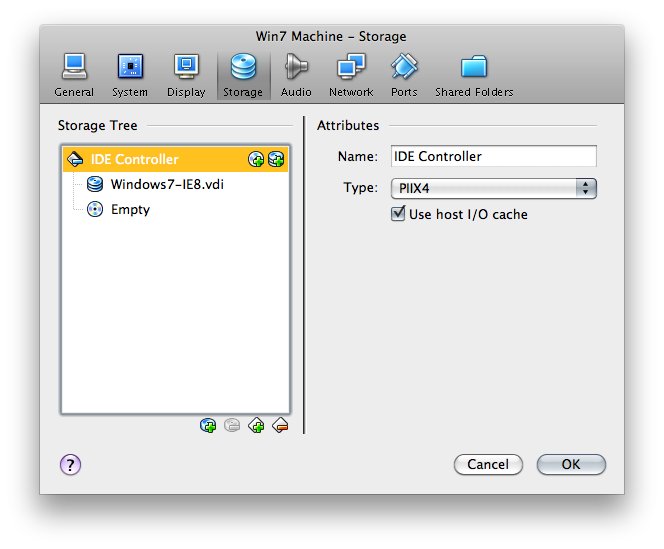 Win7 Machine – Storage
General System Display Storage Audio Network Ports Shared Folders
Storage Tree
IDE Controller
Windows7-IE8.vdi
Empty
Attributes
Name: IDE Controller
Type: PIIX4
Use host I/O cache
?
Cancel OK